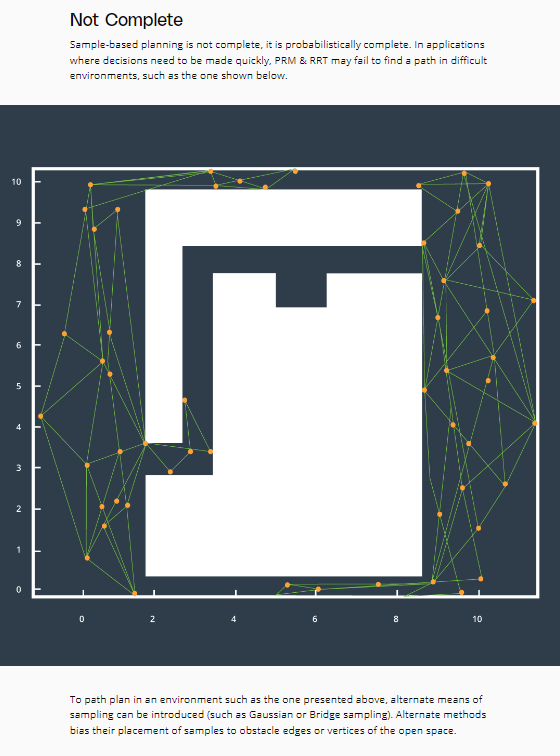 Not Complete
Sample-based planning is not complete, it is probabilistically complete. In applications
where decisions need to be made quickly, PRM & RRT may fail to find a path in difficult
environments, such as the one shown below.
10
9
8
7
6
5
4
3
2
1
0
0 2 4 6 8 10
To path plan in an environment such as the one presented above, alternate means of
sampling can be introduced (such as Gaussian or Bridge sampling). Alternate methods
bias their placement of samples to obstacle edges or vertices of the open space.